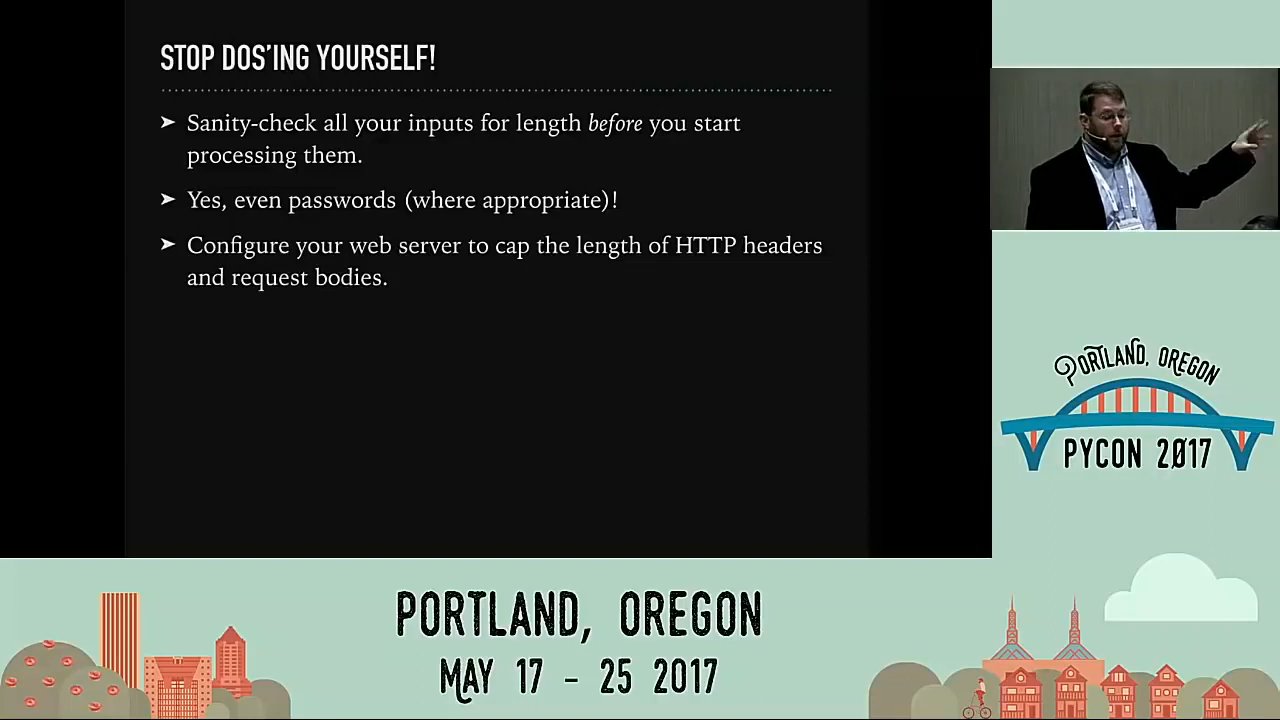 STOP DOS'ING YOURSELF!
➤ Sanity-check all your inputs for length before you start
processing them.
➤ Yes, even passwords (where appropriate)!
➤ Configure your web server to cap the length of HTTP headers
and request bodies.
PORTLAND, OREGON
PYCON 2017
PORTLAND, OREGON
MAY 17 - 25 2017